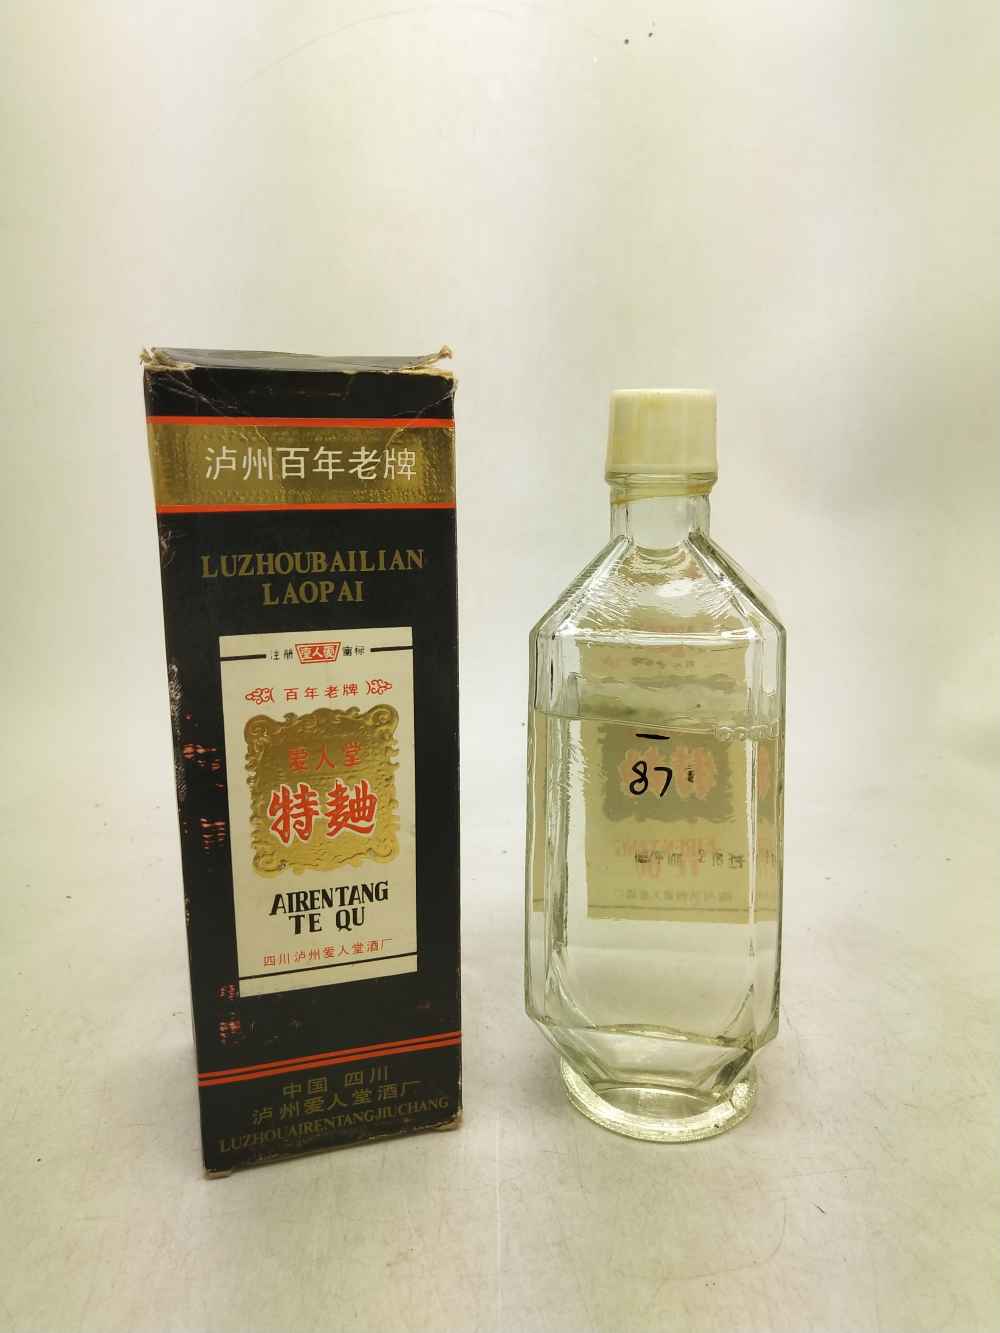 泸州百年老牌
LUZHOUBAILIAN
LAOPAI
注册 爱人堂 商标
百年老牌
爱人堂
特麯
AIRENTANG
TE QU
四川泸州爱人堂酒厂
中国 四川
泸州爱人堂酒厂
LUZHOUAIRENTANGJIUCHANG
87